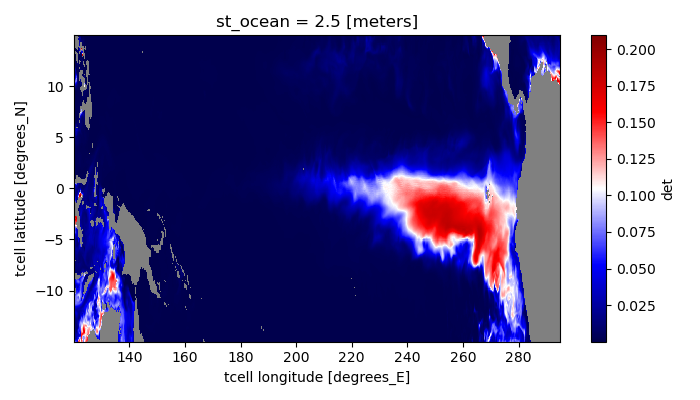 st_ocean = 2.5 [meters]
10
5
0
−5
−10
tcell latitude [degrees_N]
140 160 180 200 220 240 260 280
tcell longitude [degrees_E]
0.200
0.175
0.150
0.125
0.100
0.075
0.050
0.025
det